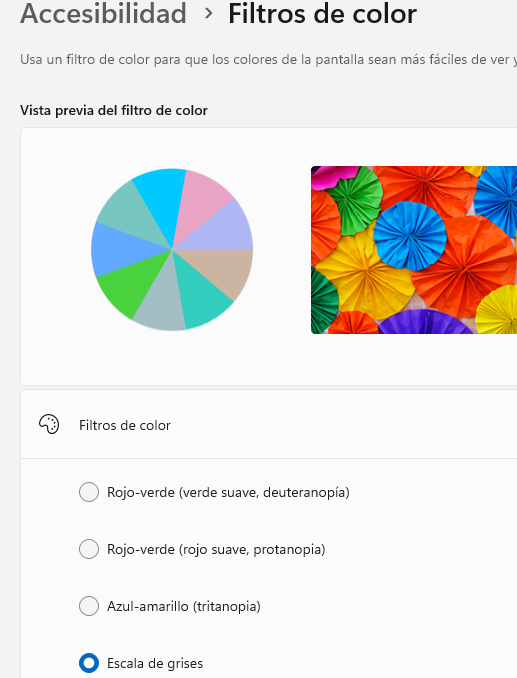 Accesibilidad › Filtros de color
Usa un filtro de color para que los colores de la pantalla sean más fáciles de ver y
Vista previa del filtro de color
Filtros de color
Rojo-verde (verde suave, deuteranopía)
Rojo-verde (rojo suave, protanopia)
Azul-amarillo (tritanopia)
Escala de grises